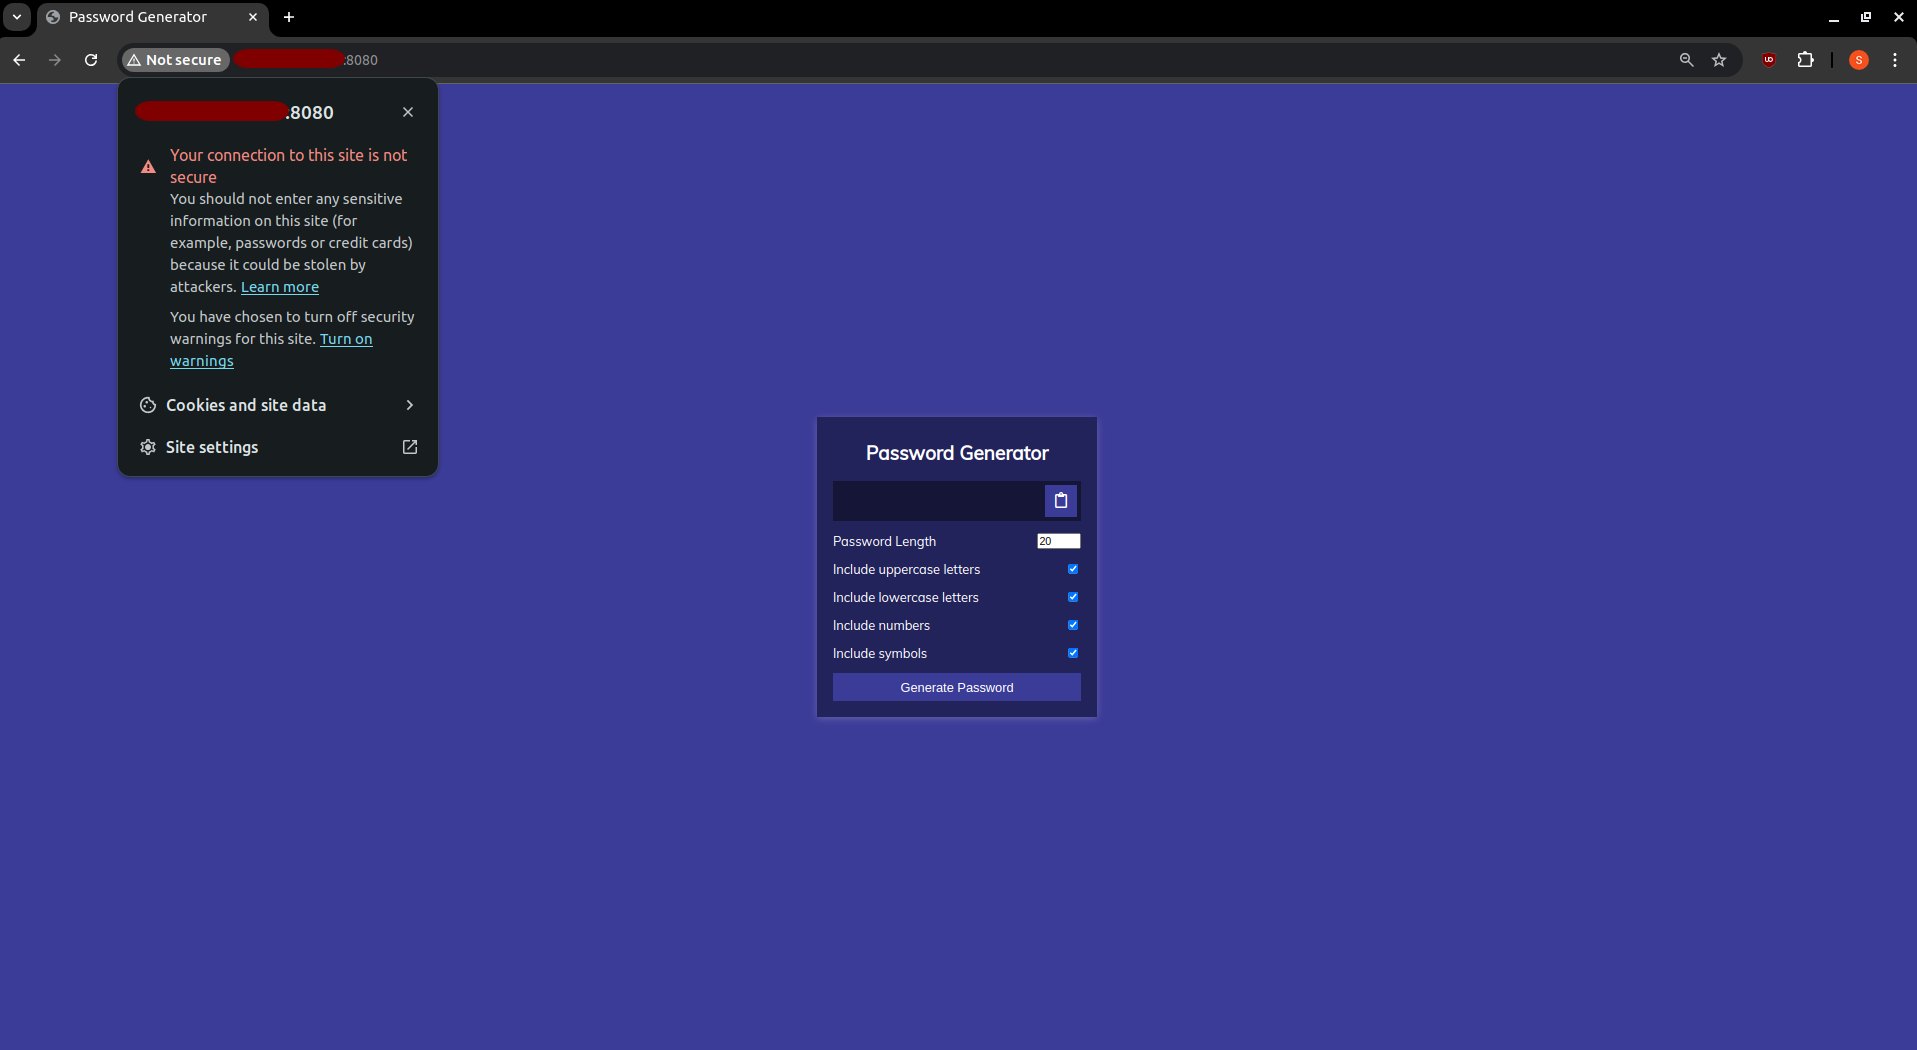 Password Generator
Not secure
:8080
:8080
Your connection to this site is not
secure
You should not enter any sensitive
information on this site (for
example, passwords or credit cards)
because it could be stolen by
attackers. Learn more
You have chosen to turn off security
warnings for this site. Turn on
warnings
Cookies and site data
Site settings
Password Generator
Password Length 20
Include uppercase letters
Include lowercase letters
Include numbers
Include symbols
Generate Password
S